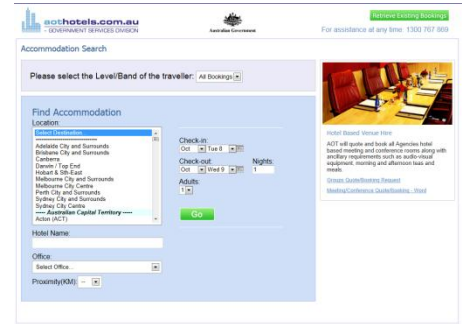 aothotels.com.au
- GOVERNMENT SERVICES DIVISION
Australian Government
Retrieve Existing Bookings
For assistance at any time 1300 767 969
Accommodation Search
Please select the Level/Band of the traveller: All Bookings
Find Accommodation
Location:
Select Destination
Adelaide City and Surrounds
Brisbane City and Surrounds
Canberra
Darwin / Top End
Hobart & Sth-East
Melbourne City and Surrounds
Melbourne City Centre
Perth City and Surrounds
Sydney City and Surrounds
Sydney City Centre
---- Australian Capital Territory ----
Acton (ACT)
Check-in:
Oct Tue 8
Check-out: Nights:
Oct Wed 9 1
Adults:
1
Go
Hotel Name:
Office:
Select Office...
Proximity(KM): --
Hotel Based Venue Hire
AOT will quote and book all Agencies hotel
based meeting and conference rooms along with
ancillary requirements such as audio-visual
equipment, morning and afternoon teas and
meals.
Groups Quote/Booking Request
Meeting/Conference Quote/Booking - Word